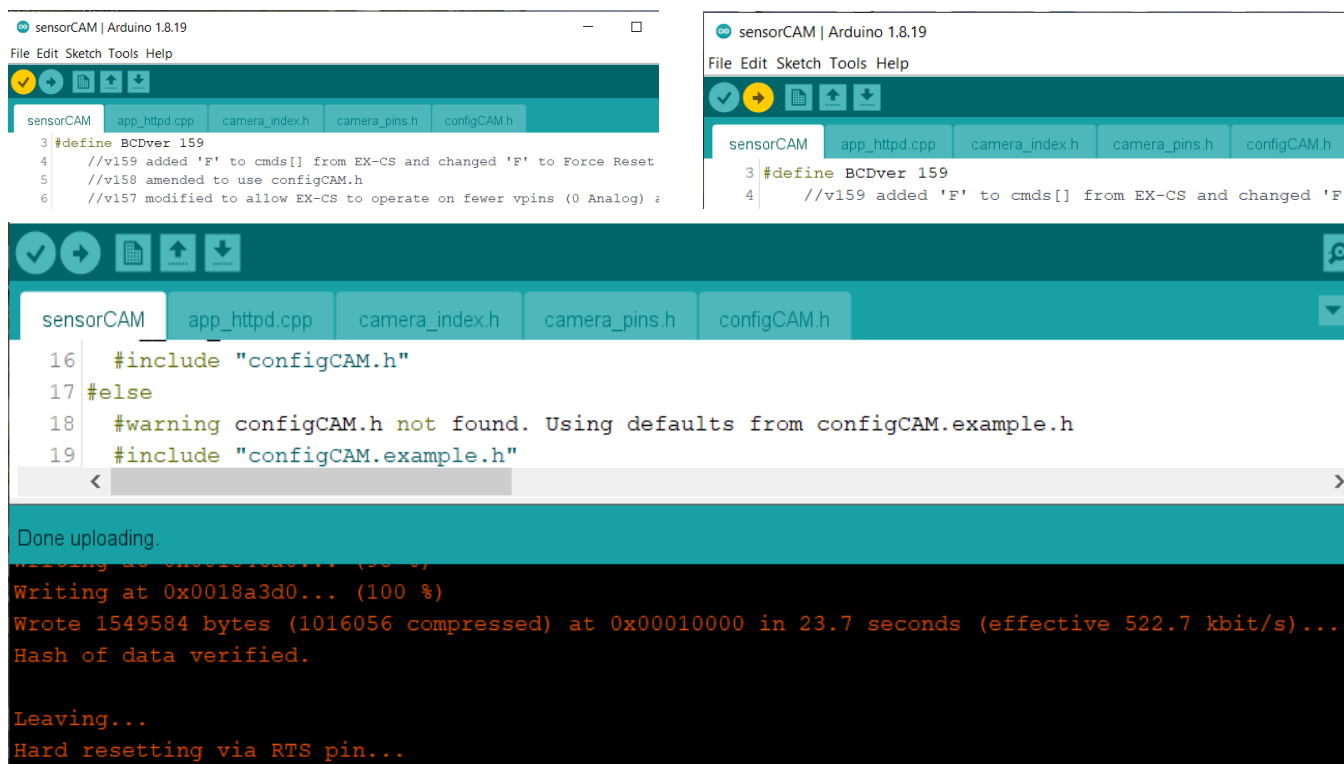 sensorCAM | Arduino 1.8.19
File Edit Sketch Tools Help
sensorCAM app_httpd.cpp camera_index.h camera_pins.h configCAM.h
3 #define BCDver 159
4 //v159 added 'F' to cmds[] from EX-CS and changed 'F' to Force Reset
5 //v158 amended to use configCAM.h
6 //v157 modified to allow EX-CS to operate on fewer vpins (0 Analog)
sensorCAM | Arduino 1.8.19
File Edit Sketch Tools Help
sensorCAM app_httpd.cpp camera_index.h camera_pins.h configCAM.h
3 #define BCDver 159
4 //v159 added 'F' to cmds[] from EX-CS and changed 'F
sensorCAM app_httpd.cpp camera_index.h camera_pins.h configCAM.h
16 #include "configCAM.h"
17 #else
18 #warning configCAM.h not found. Using defaults from configCAM.example.h
19 #include "configCAM.example.h"
Done uploading.
Writing at 0x0018a3d0... (100 %)
Wrote 1549584 bytes (1016056 compressed) at 0x00010000 in 23.7 seconds (effective 522.7 kbit/s)...
Hash of data verified.
Leaving...
Hard resetting via RTS pin...